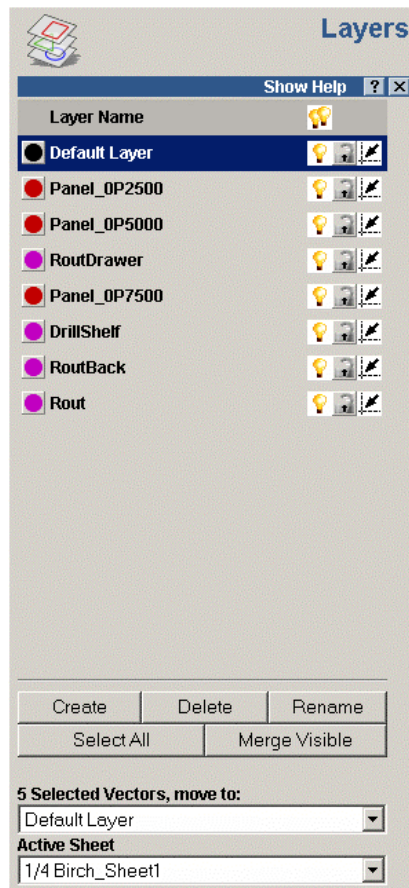 Layers
Show Help ? ×
Layer Name
Default Layer
Panel_0P2500
Panel_0P5000
RoutDrawer
Panel_0P7500
DrillShelf
RoutBack
Rout
Create Delete Rename
Select All Merge Visible
5 Selected Vectors, move to:
Default Layer
Active Sheet
1/4 Birch_Sheet1